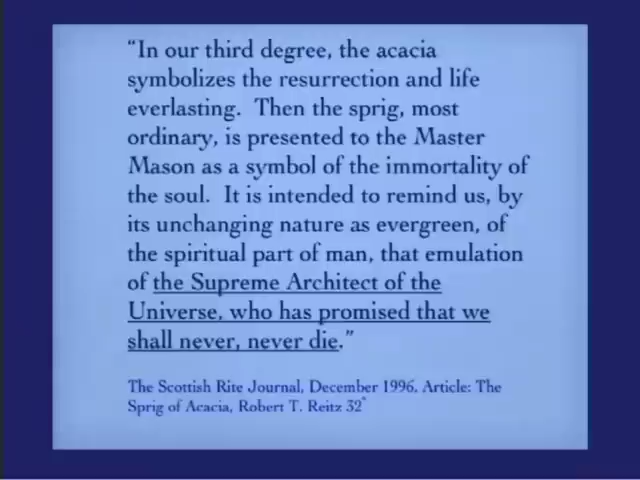 “In our third degree, the acacia
symbolizes the resurrection and life
everlasting. Then the sprig, most
ordinary, is presented to the Master
Mason as a symbol of the immortality of
the soul. It is intended to remind us, by
its unchanging nature as evergreen, of
the spiritual part of man, that emulation
of the Supreme Architect of the
Universe, who has promised that we
shall never, never die.”
The Scottish Rite Journal, December 1996, Article: The
Sprig of Acacia, Robert T. Reitz 32°